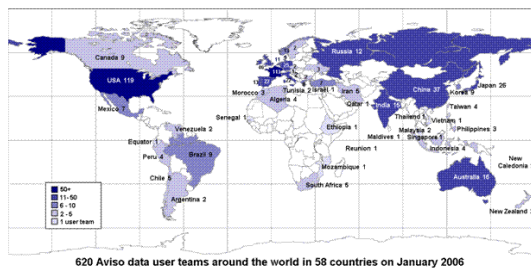 Canada 9
USA 119
Mexico 7
Venezuela 2
Equator 1
Peru 4
Brazil 9
Chile 5
Argentina 2
Russia 12
China 37
Japan 26
Korea 9
Taiwan 4
India 16
Thailand 1
Vietnam 1
Philippines 3
Maldives 1
Malaysia 2
Singapore 1
Indonesia 4
New
Caledonia
Australia 16
New Zealand
Morocco 3
Algeria 4
Tunisia 2
Israel 1
Iran 5
Qatar 1
Senegal 1
Ethiopia 1
Reunion 1
Mozambique 1
South Africa 5
50+
11-50
6 - 10
2 - 5
1 user team
620 Aviso data user teams around the world in 58 countries on January 2006